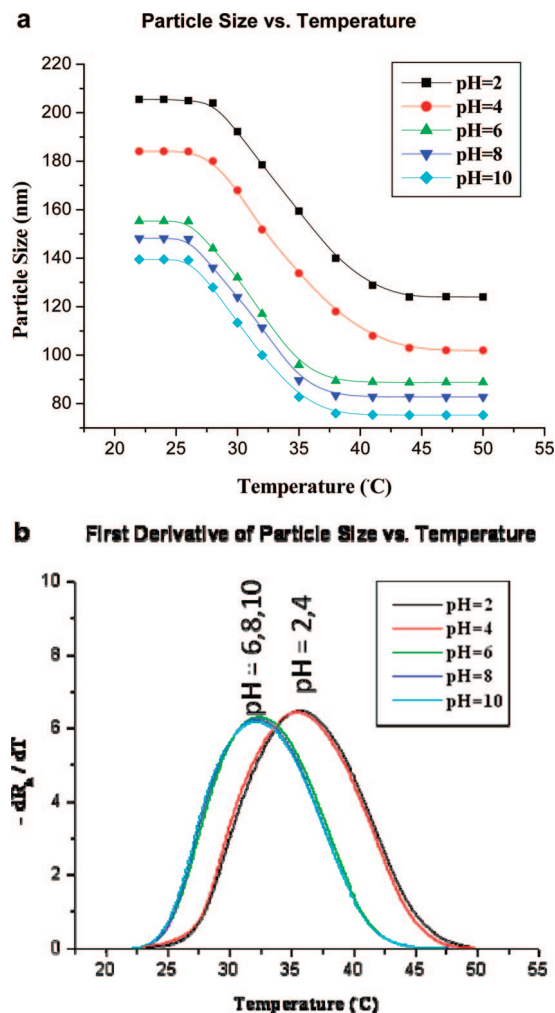 a
Particle Size vs. Temperature
220
200
180
160
140
120
100
80
Particle Size (nm)
pH=2
pH=4
pH=6
pH=8
pH=10
20 25 30 35 40 45 50 55
Temperature (°C)
b
First Derivative of Particle Size vs. Temperature
10
8
6
4
2
0
- dRh / dT
pH = 6,8,10
pH = 2,4
pH=2
pH=4
pH=6
pH=8
pH=10
20 25 30 35 40 45 50 55
Temperature (°C)